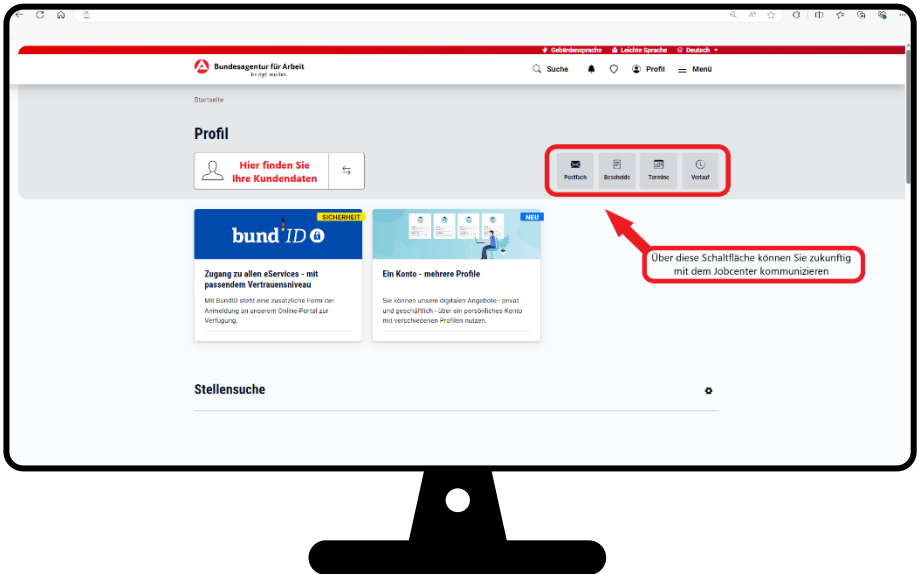 Gebärdensprache Leichte Sprache Deutsch
Bundesagentur für Arbeit
bringt weiter.
Suche Profil Menü
Startseite
Profil
Hier finden Sie
Ihre Kundendaten
Postfach Bescheide Termine Verlauf
SICHERHEIT
bund ID
NEU
Über diese Schaltfläche können Sie zukunftig
mit dem Jobcenter kommunizieren
Zugang zu allen eServices - mit
passendem Vertrauensniveau
Mit BundID steht eine zusätzliche Form der
Anmeldung an unserem Online-Portal zur
Verfügung.
Ein Konto - mehrere Profile
Sie können unsere digitalen Angebote - privat
und geschäftlich - über ein persönliches Konto
mit verschiedenen Profilen nutzen.
Stellensuche